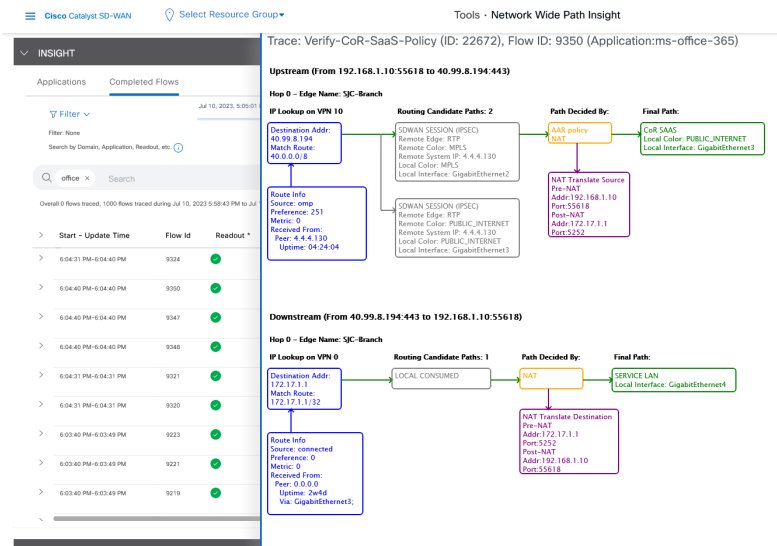 Cisco Catalyst SD-WAN
Select Resource Group▾
Tools · Network Wide Path Insight
INSIGHT
Applications
Completed Flows
Filter
Jul 10, 2023, 5:05:01
Filter: None
Search by Domain, Application, Readout, etc.
office ×
Search
Overall 0 flows traced, 1000 flows traced during Jul 10, 2023 5:58:43 PM to Jul
Start - Update Time
Flow Id
Readout *
6:04:31 PM-6:04:40 PM
9324
6:04:40 PM-6:04:40 PM
9350
6:04:40 PM-6:04:40 PM
9347
6:04:40 PM-6:04:40 PM
9348
6:04:31 PM-6:04:31 PM
9321
6:04:31 PM-6:04:40 PM
9320
6:03:40 PM-6:03:49 PM
9223
6:03:40 PM-6:03:49 PM
9221
6:03:40 PM-6:03:49 PM
9219
Trace: Verify-CoR-SaaS-Policy (ID: 22672), Flow ID: 9350 (Application:ms-office-365)
Upstream (From 192.168.1.10:55618 to 40.99.8.194:443)
Hop 0 – Edge Name: SJC-Branch
IP Lookup on VPN 10
Routing Candidate Paths: 2
Path Decided By:
Final Path:
Destination Addr:
40.99.8.194
Match Route:
40.0.0.0/8
Route Info
Source: omp
Preference: 251
Metric: 0
Received From:
Peer: 4.4.4.130
Uptime: 04:24:04
SDWAN SESSION (IPSEC)
Remote Edge: RTP
Remote Color: MPLS
Remote System IP: 4.4.4.130
Local Color: MPLS
Local Interface: GigabitEthernet2
SDWAN SESSION (IPSEC)
Remote Edge: RTP
Remote Color: PUBLIC_INTERNET
Remote System IP: 4.4.4.130
Local Color: PUBLIC_INTERNET
Local Interface: GigabitEthernet3
AAR policy
NAT
NAT Translate Source
Pre-NAT
Addr:192.168.1.10
Port:55618
Post-NAT
Addr:172.17.1.1
Port:5252
CoR SAAS
Local Color: PUBLIC_INTERNET
Local Interface: GigabitEthernet3
Downstream (From 40.99.8.194:443 to 192.168.1.10:55618)
Hop 0 – Edge Name: SJC-Branch
IP Lookup on VPN 0
Routing Candidate Paths: 1
Path Decided By:
Final Path:
Destination Addr:
172.17.1.1
Match Route:
172.17.1.1/32
Route Info
Source: connected
Preference: 0
Metric: 0
Received From:
Peer: 0.0.0.0
Uptime: 2w4d
Via: GigabitEthernet3;
LOCAL CONSUMED
NAT
NAT Translate Destination
Pre-NAT
Addr:172.17.1.1
Port:5252
Post-NAT
Addr:192.168.1.10
Port:55618
SERVICE LAN
Local Interface: GigabitEthernet4